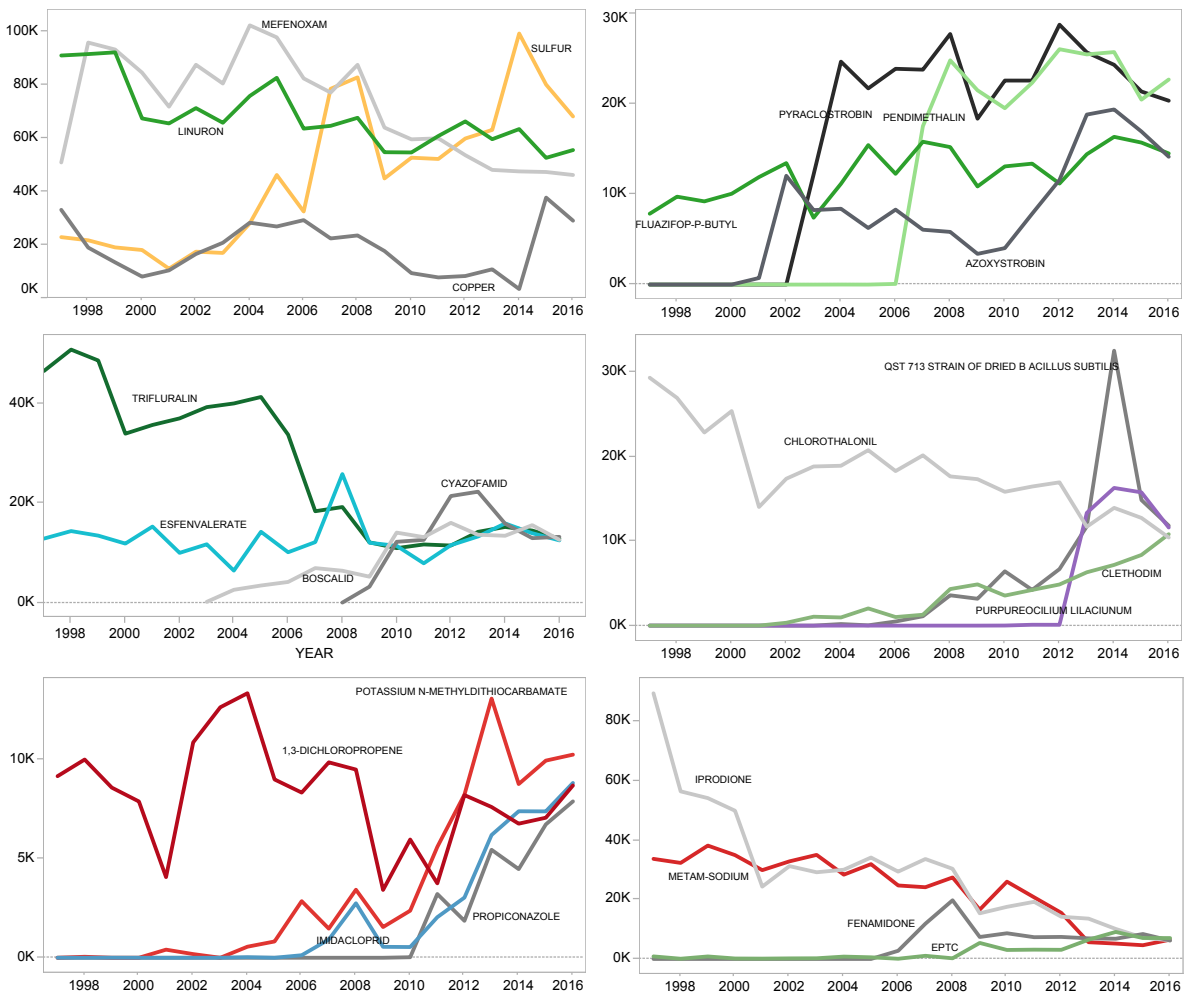 100K
80K
60K
40K
20K
0K
MEFENOXAM
SULFUR
LINURON
COPPER
1998 2000 2002 2004 2006 2008 2010 2012 2014 2016
30K
20K
10K
0K
PYRACLOSTROBIN
PENDIMETHALIN
FLUAZIFOP-P-BUTYL
AZOXYSTROBIN
1998 2000 2002 2004 2006 2008 2010 2012 2014 2016
40K
20K
0K
TRIFLURALIN
CYAZOFAMID
ESFENVALERATE
BOSCALID
1998 2000 2002 2004 2006 2008 2010 2012 2014 2016
YEAR
30K
20K
10K
0K
QST 713 STRAIN OF DRIED B ACILLUS SUBTILIS
CHLOROTHALONIL
CLETHODIM
PURPUREOCILIUM LILACIUNUM
1998 2000 2002 2004 2006 2008 2010 2012 2014 2016
10K
5K
0K
POTASSIUM N-METHYLDITHIOCARBAMATE
1,3-DICHLOROPROPENE
PROPICONAZOLE
IMIDACLOPRID
1998 2000 2002 2004 2006 2008 2010 2012 2014 2016
80K
60K
40K
20K
0K
IPRODIONE
METAM-SODIUM
FENAMIDONE
EPTC
1998 2000 2002 2004 2006 2008 2010 2012 2014 2016